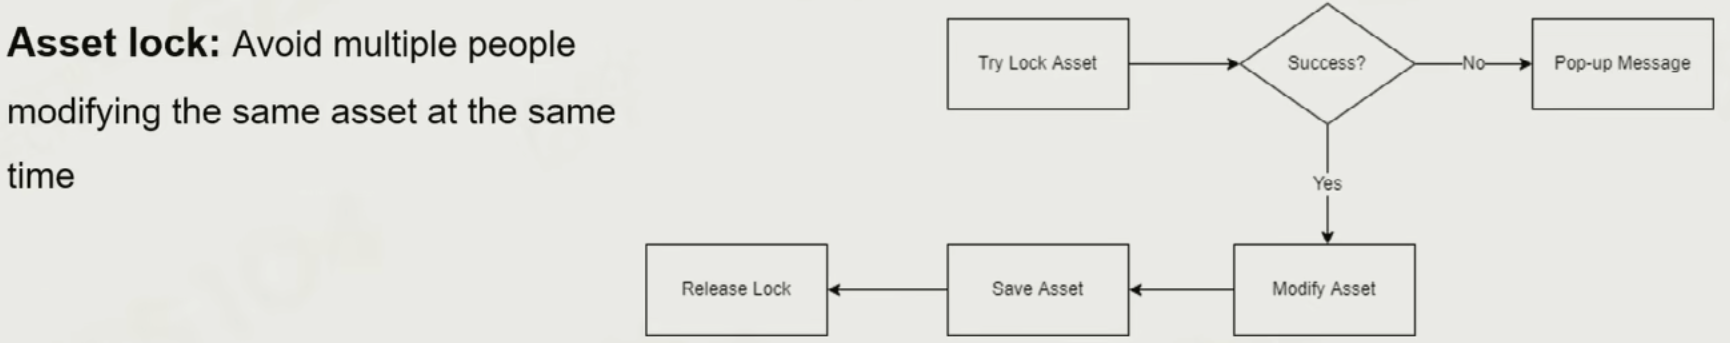 Asset lock: Avoid multiple people
modifying the same asset at the same
time
Try Lock Asset
Success?
No
Pop-up Message
Yes
Release Lock
Save Asset
Modify Asset